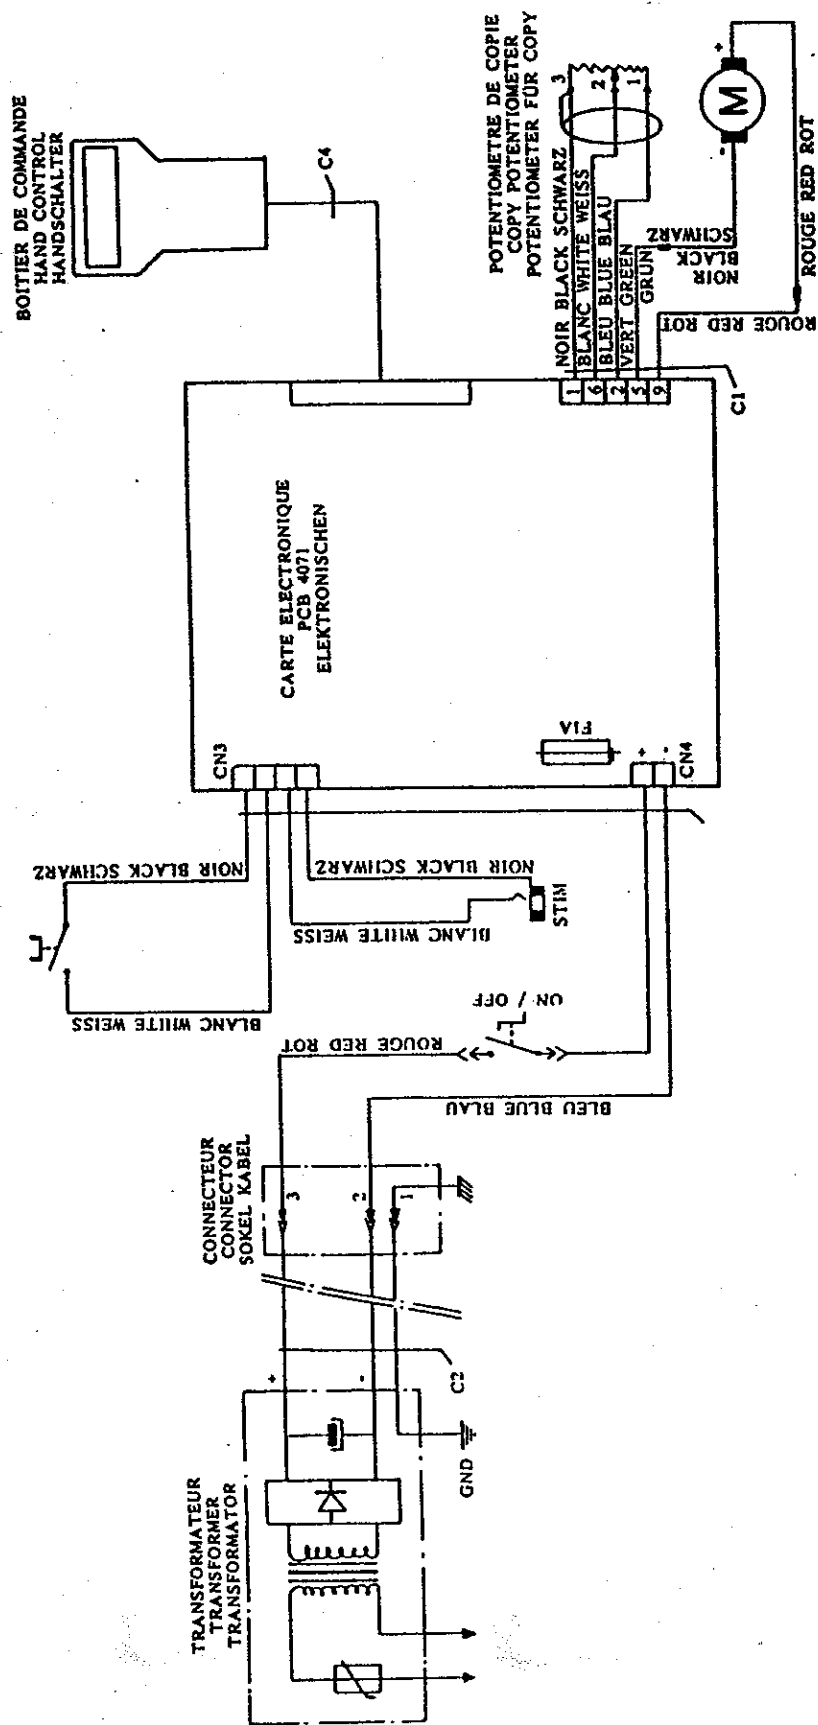 BOITIER DE COMMANDE
HAND CONTROL
HANDSCHALTER
C4
POTENTIOMETRE DE COPIE
COPY POTENTIOMETER
POTENTIOMETER FÜR COPY
3
2
1
+
M
-
NOIR BLACK SCHWARZ
BLANC WHITE WEISS
BLEU BLUE BLAU
VERT GREEN
GRÜN
NOIR
BLACK
SCHWARZ
ROUGE RED ROT
ROUGE RED ROT
1
6
2
5
9
C1
CARTE ELECTRONIQUE
PCB 4071
ELEKTRONISCHEN
CN3
F1A
+
-
CN4
NOIR BLACK SCHWARZ
BLANC WHITE WEISS
NOIR BLACK SCHWARZ
BLANC WHITE WEISS
STIM
ON / OFF
ROUGE RED ROT
BLEU BLUE BLAU
CONNECTEUR
CONNECTOR
SOKEL KABEL
3
2
1
C2
+
-
GND
TRANSFORMATEUR
TRANSFORMER
TRANSFORMATOR